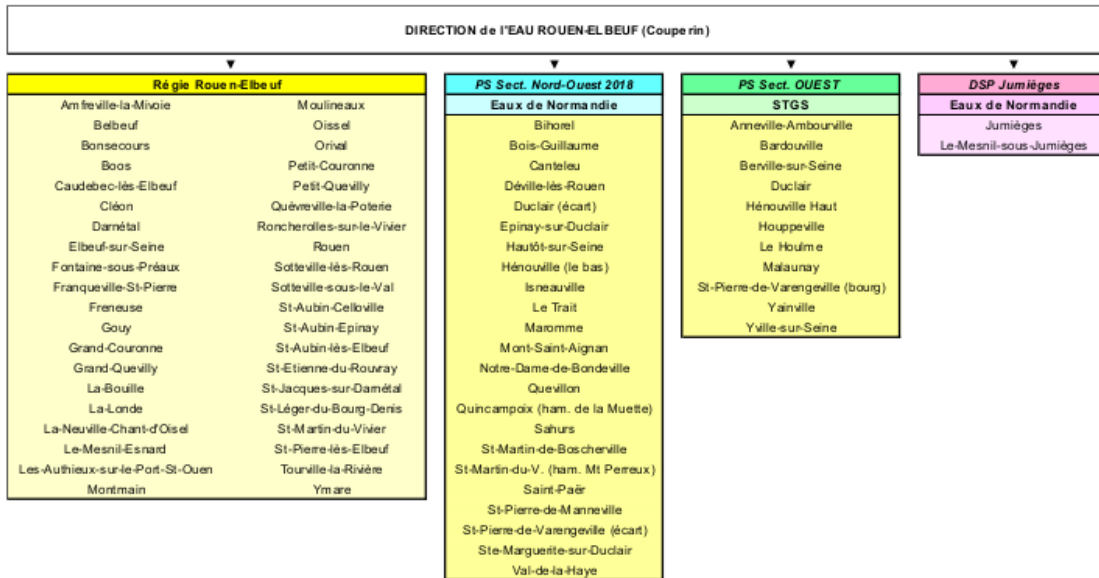 DIRECTION de l'EAU ROUEN-ELBEUF (Couperin)
Régie Rouen-Elbeuf
Amfreville-la-Mivoie
Belbeuf
Bonsecours
Boos
Caudebec-lès-Elbeuf
Cléon
Darnétal
Elbeuf-sur-Seine
Fontaine-sous-Préaux
Franqueville-St-Pierre
Freneuse
Gouy
Grand-Couronne
Grand-Quevilly
La-Bouille
La-Londe
La-Neuville-Chant-d'Oisel
Le-Mesnil-Esnard
Les-Authieux-sur-le-Port-St-Ouen
Montmain
Moulineaux
Oissel
Orival
Petit-Couronne
Petit-Quevilly
Quèvreville-la-Poterie
Roncherolles-sur-le-Vivier
Rouen
Sotteville-lès-Rouen
Sotteville-sous-le-Val
St-Aubin-Celloville
St-Aubin-Epinay
St-Aubin-lès-Elbeuf
St-Etienne-du-Rouvray
St-Jacques-sur-Darnétal
St-Léger-du-Bourg-Denis
St-Martin-du-Vivier
St-Pierre-lès-Elbeuf
Tourville-la-Rivière
Ymare
PS Sect. Nord-Ouest 2018
Eaux de Normandie
Bihorel
Bois-Guillaume
Canteleu
Déville-lès-Rouen
Duclair (écart)
Epinay-sur-Duclair
Hautôt-sur-Seine
Hénouville (le bas)
Isneauville
Le Trait
Maromme
Mont-Saint-Aignan
Notre-Dame-de-Bondeville
Quevillon
Quincampoix (ham. de la Muette)
Sahurs
St-Martin-de-Boscherville
St-Martin-du-V. (ham. Mt Perreux)
Saint-Paër
St-Pierre-de-Manneville
St-Pierre-de-Varengeville (écart)
Ste-Marguerite-sur-Duclair
Val-de-la-Haye
PS Sect. OUEST
STGS
Anneville-Ambourville
Bardouville
Berville-sur-Seine
Duclair
Hénouville Haut
Houppeville
Le Houlme
Malaunay
St-Pierre-de-Varengeville (bourg)
Yainville
Yville-sur-Seine
DSP Jumièges
Eaux de Normandie
Jumièges
Le-Mesnil-sous-Jumièges